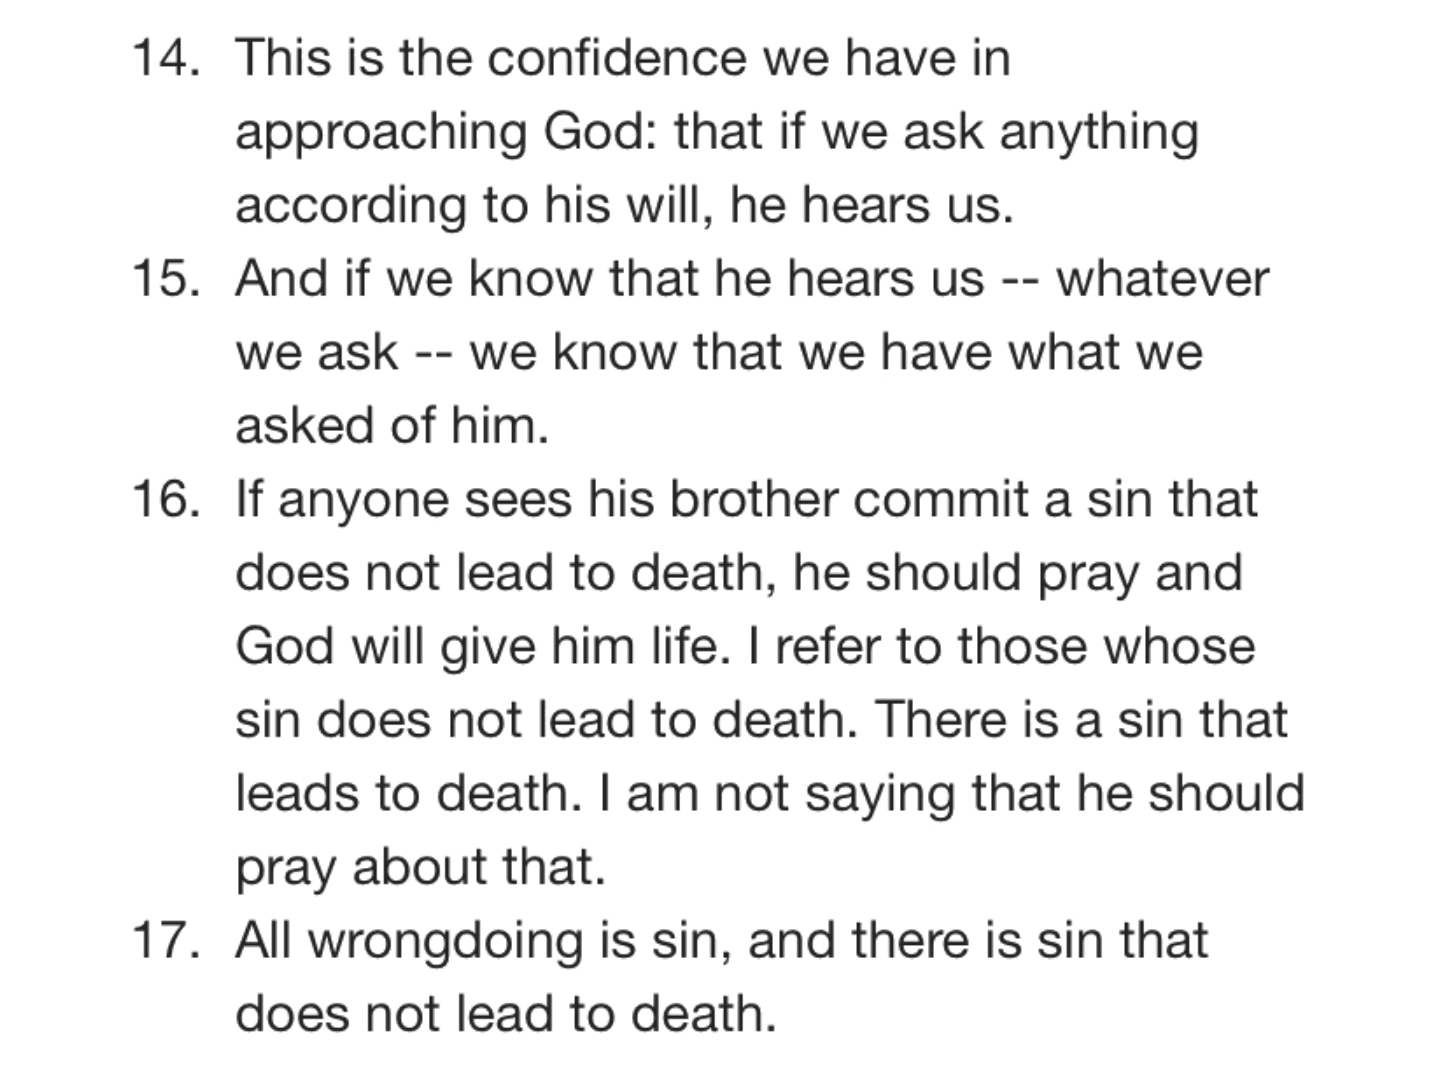 14. This is the confidence we have in
approaching God: that if we ask anything
according to his will, he hears us.
15. And if we know that he hears us -- whatever
we ask -- we know that we have what we
asked of him.
16. If anyone sees his brother commit a sin that
does not lead to death, he should pray and
God will give him life. I refer to those whose
sin does not lead to death. There is a sin that
leads to death. I am not saying that he should
pray about that.
17. All wrongdoing is sin, and there is sin that
does not lead to death.